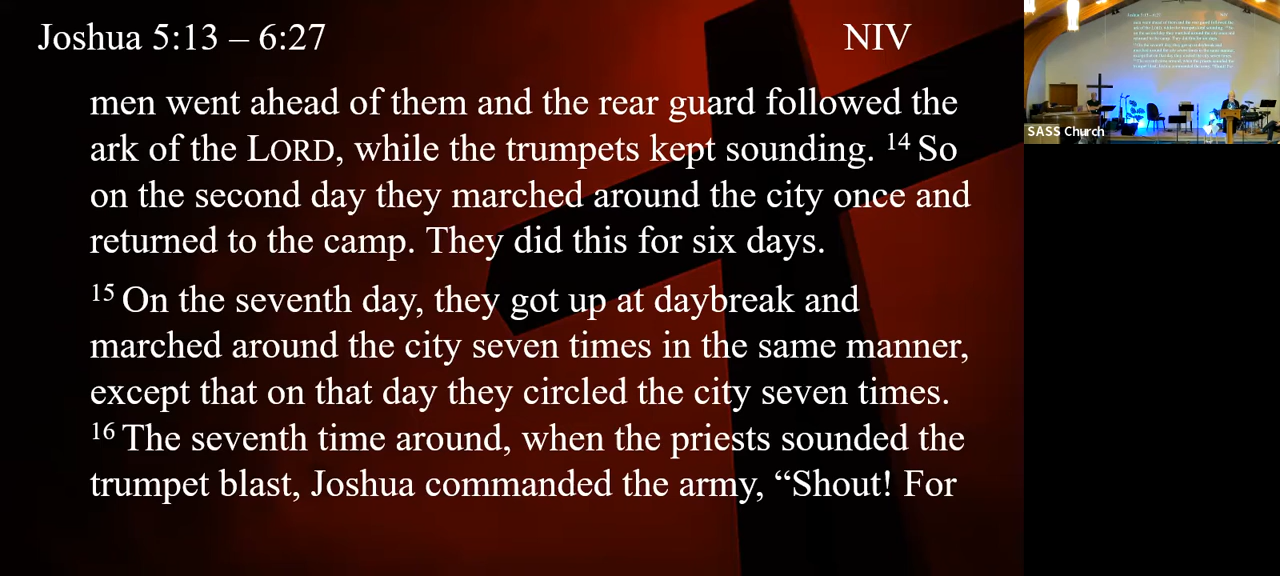 Joshua 5:13 – 6:27 NIV
men went ahead of them and the rear guard followed the
ark of the LORD, while the trumpets kept sounding. 14 So
on the second day they marched around the city once and
returned to the camp. They did this for six days.
15 On the seventh day, they got up at daybreak and
marched around the city seven times in the same manner,
except that on that day they circled the city seven times.
16 The seventh time around, when the priests sounded the
trumpet blast, Joshua commanded the army, “Shout! For
SASS Church